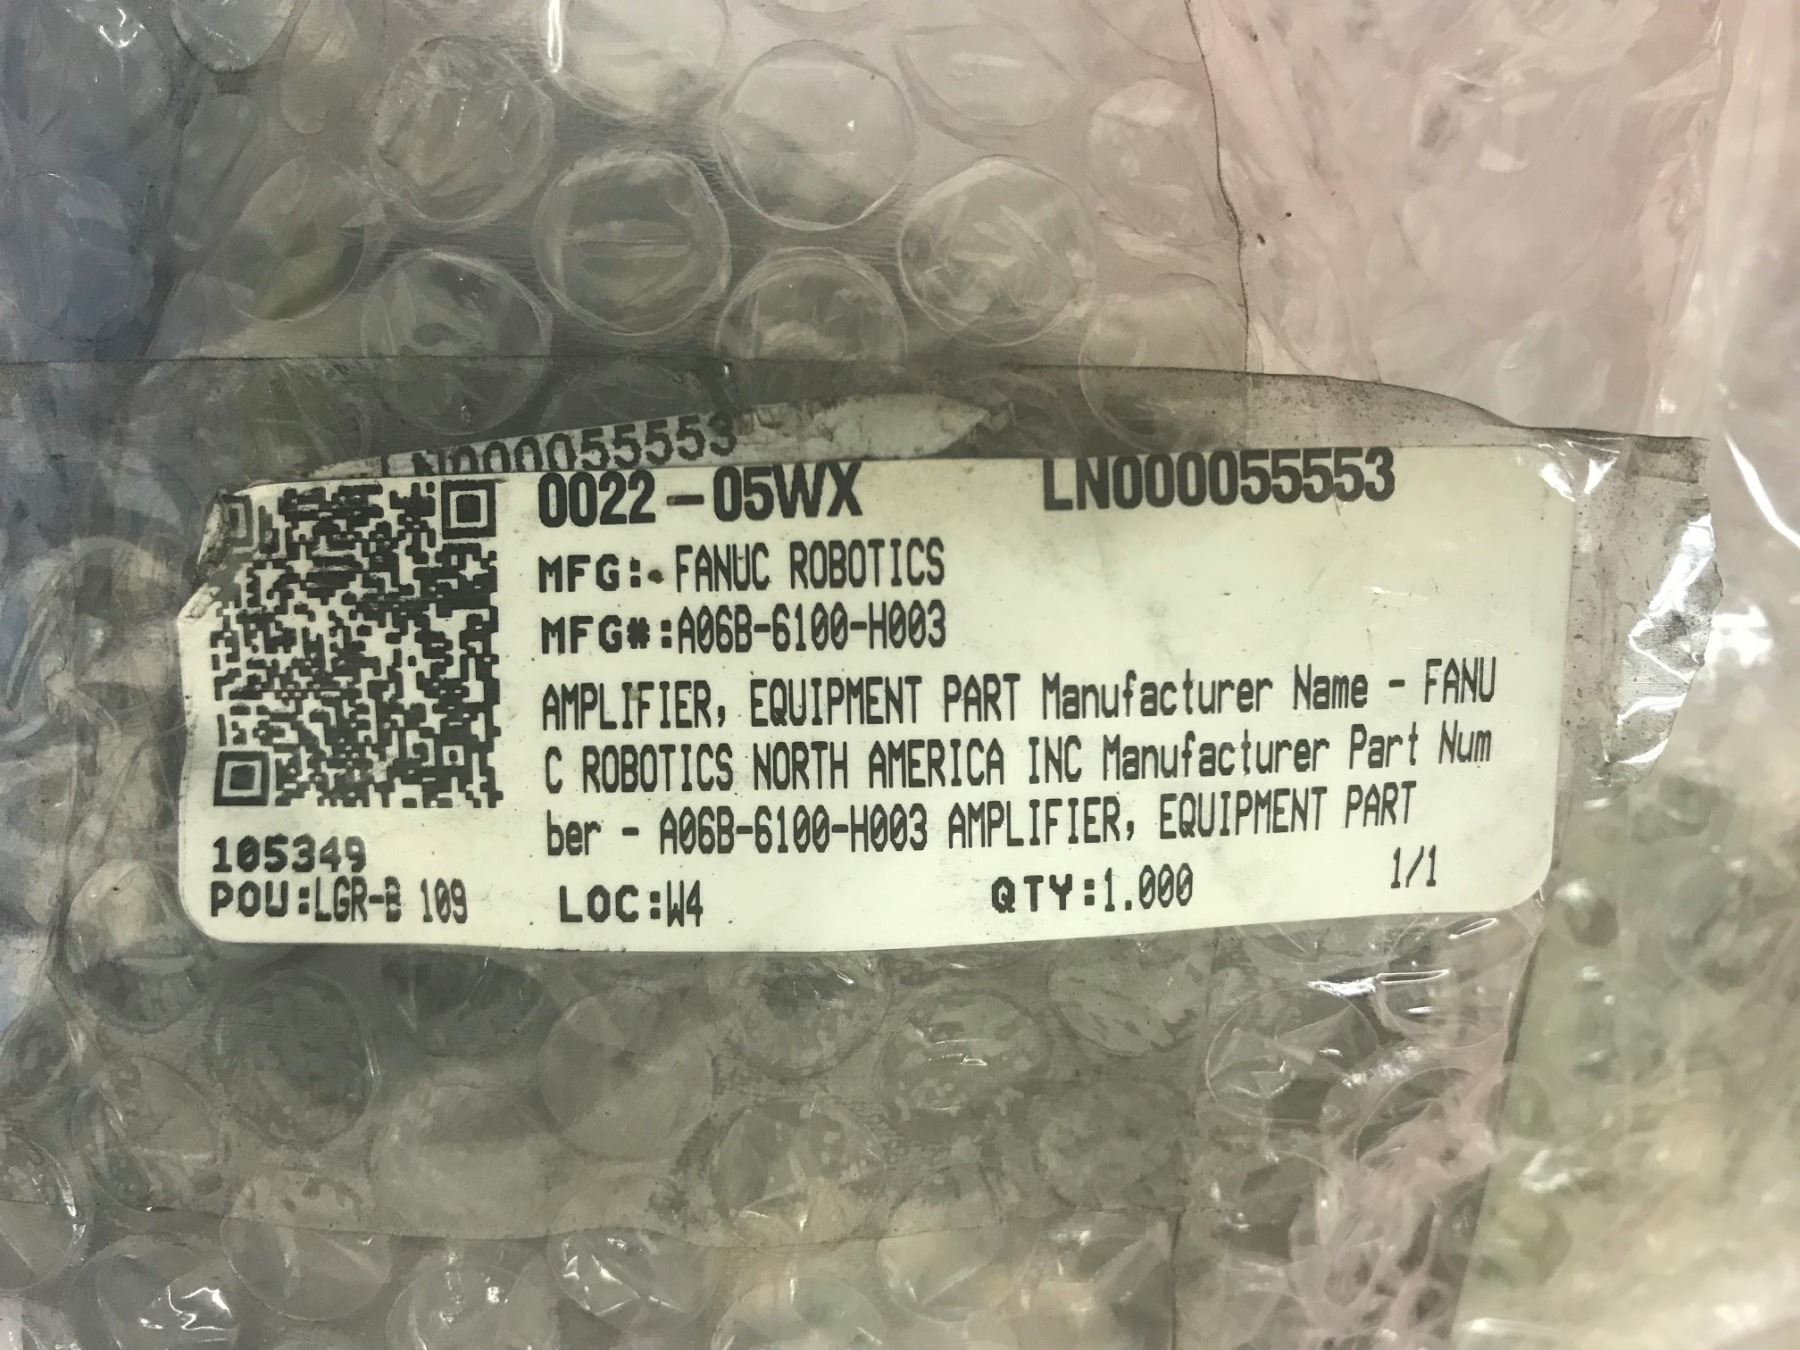 LN000055553
0022-05WX LN000055553
MFG: FANUC ROBOTICS
MFG#:A06B-6100-H003
AMPLIFIER, EQUIPMENT PART Manufacturer Name - FANU
C ROBOTICS NORTH AMERICA INC Manufacturer Part Num
ber - A06B-6100-H003 AMPLIFIER, EQUIPMENT PART
105349
POU:LGR-B 109 LOC:W4 QTY:1.000 1/1